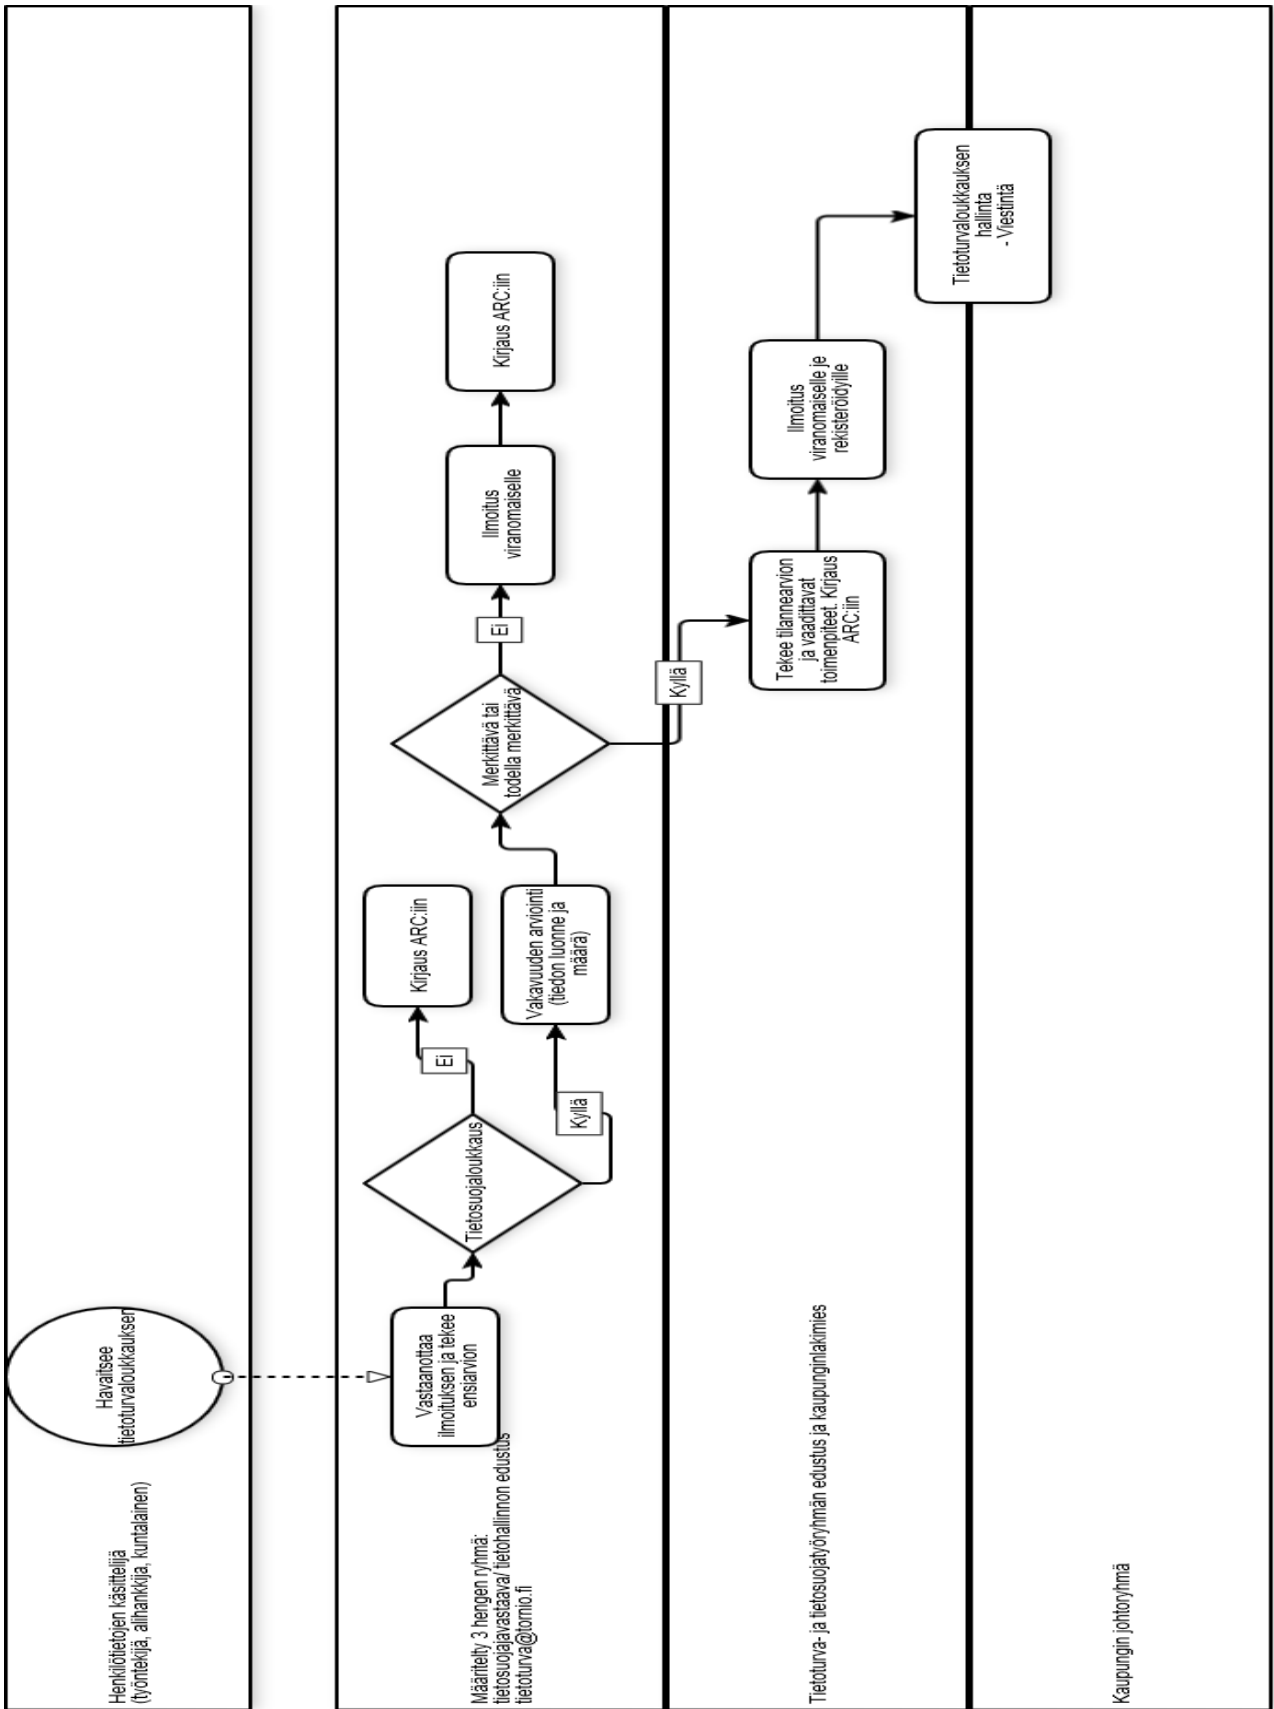 Henkilötietojen käsittelijä
(työntekijä, alihankkija, kuntalainen)
Havaitsee
tietoturvaloukkauksen
Määritelty 3 hengen ryhmä:
tietosuojajavastaava/ tietohallinnon edustus
tietoturva@tornio.fi
Vastaanottaa
ilmoituksen ja tekee
ensiarvion
Tietosuojaloukkaus
Ei
Kirjaus ARC:iin
Kyllä
Vakavuuden arviointi
(tiedon luonne ja
määrä)
Merkittävä tai
todella merkittävä
Ei
Ilmoitus
viranomaiselle
Kirjaus ARC:iin
Kyllä
Tietoturva- ja tietosuojatyöryhmän edustus ja kaupunginlakimies
Tekee tilannearvion
ja vaadittavat
toimenpiteet. Kirjaus
ARC:iin
Ilmoitus
viranomaiselle je
rekisteröidyille
Tietoturvaloukkauksen
hallinta
- Viestintä
Kaupungin johtoryhmä